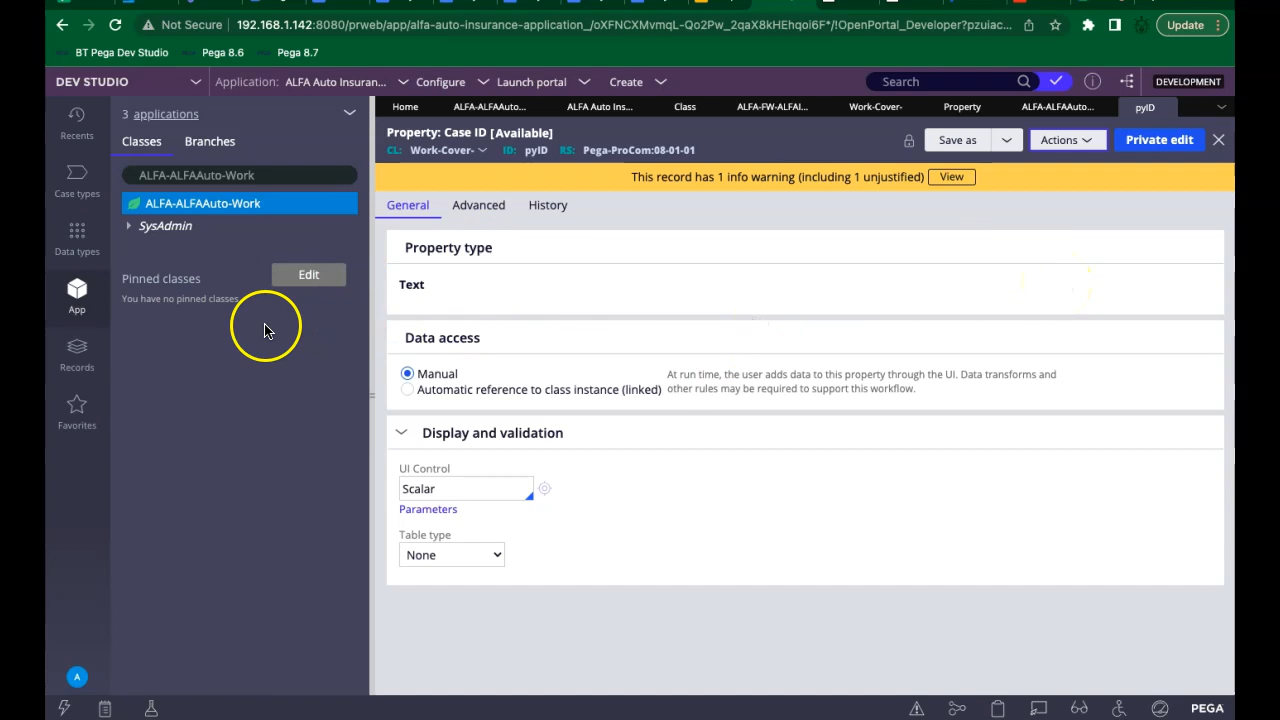 Not Secure 192.168.1.142:8080/prweb/app/alfa-auto-insurance-application_/oXFNCXMvmqL-Qo2Pw_2qaX8kHEhqoi6F*/!OpenPortal_Developer?pzuiac... Update
BT Pega Dev Studio Pega 8.6 Pega 8.7
DEV STUDIO Application: ALFA Auto Insuran... Configure Launch portal Create Search DEVELOPMENT
Recents
Case types
Data types
App
Records
Favorites
A
3 applications
Classes Branches
ALFA-ALFAAuto-Work
ALFA-ALFAAuto-Work
SysAdmin
Pinned classes Edit
You have no pinned classes
Home ALFA-ALFAAuto... ALFA Auto Ins... Class ALFA-FW-ALFAI... Work-Cover- Property ALFA-ALFAAuto... pyID
Property: Case ID [Available]
CL: Work-Cover- ID: pyID RS: Pega-ProCom:08-01-01
Save as Actions Private edit
This record has 1 info warning (including 1 unjustified) View
General Advanced History
Property type
Text
Data access
Manual
Automatic reference to class instance (linked)
At run time, the user adds data to this property through the UI. Data transforms and
other rules may be required to support this workflow.
Display and validation
UI Control
Scalar
Parameters
Table type
None
PEGA